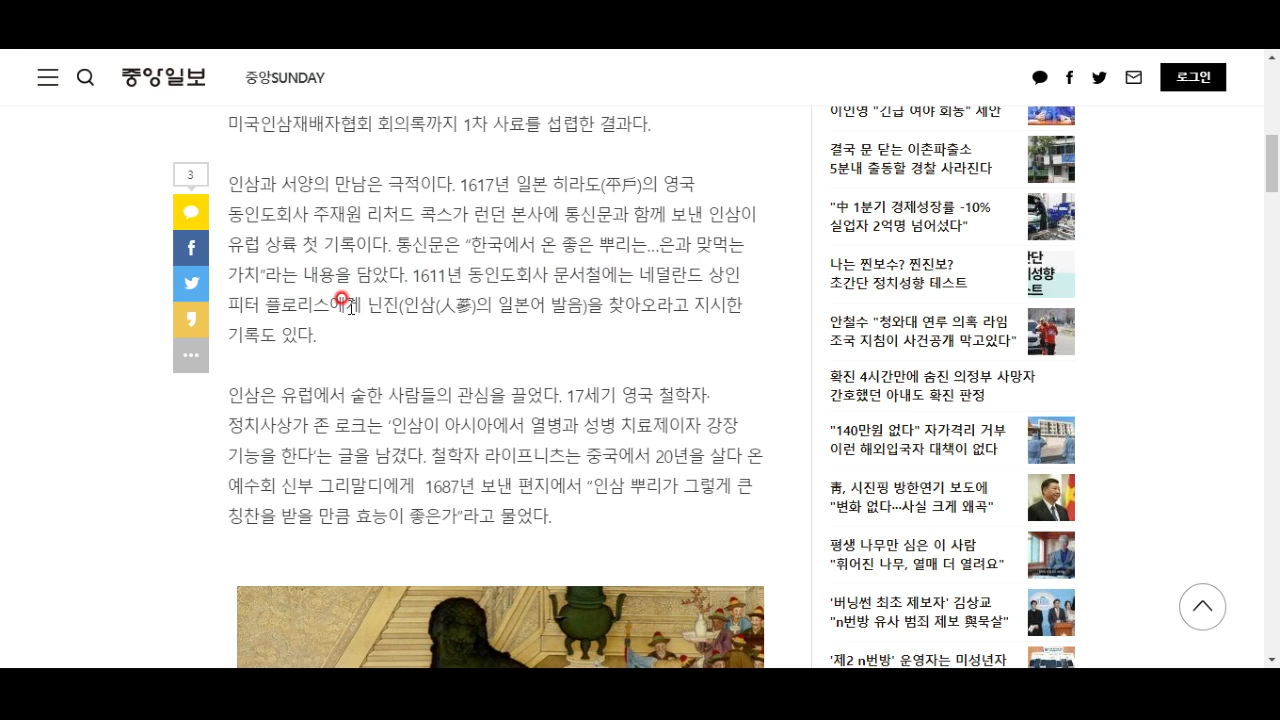 중앙일보
중앙SUNDAY
로그인
미국인삼재배자협회 회의록까지 1차 사료를 섭렵한 결과다.
3
인삼과 서양의 만남은 극적이다. 1617년 일본 히라도(平戶)의 영국
동인도회사 주재원 리처드 콕스가 런던 본사에 통신문과 함께 보낸 인삼이
유럽 상륙 첫 기록이다. 통신문은 “한국에서 온 좋은 뿌리는...은과 맞먹는
가치”라는 내용을 담았다. 1611년 동인도회사 문서철에는 네덜란드 상인
피터 플로리스에게 닌진(인삼(人蔘)의 일본어 발음)을 찾아오라고 지시한
기록도 있다.
인삼은 유럽에서 숱한 사람들의 관심을 끌었다. 17세기 영국 철학자·
정치사상가 존 로크는 ‘인삼이 아시아에서 열병과 성병 치료제이자 강장
기능을 한다’는 글을 남겼다. 철학자 라이프니츠는 중국에서 20년을 살다 온
예수회 신부 그리말디에게 1687년 보낸 편지에서 “인삼 뿌리가 그렇게 큰
칭찬을 받을 만큼 효능이 좋은가”라고 물었다.
이인영 "긴급 여야 회동" 제안
결국 문 닫는 이촌파출소
5분내 출동할 경찰 사라진다
"中 1분기 경제성장률 -10%
실업자 2억명 넘어섰다"
나는 찐보수? 찐진보?
초간단 정치성향 테스트
간단
치성향
스트
안철수 "청와대 연루 의혹 라임
조국 지침이 사건공개 막고있다"
확진 4시간만에 숨진 의정부 사망자
간호했던 아내도 확진 판정
"140만원 없다" 자가격리 거부
이런 해외입국자 대책이 없다
靑, 시진핑 방한연기 보도에
"변화 없다…사실 크게 왜곡"
평생 나무만 심은 이 사람
"휘어진 나무, 열매 더 열려요"
'버닝썬 최초 제보자' 김상교
"n번방 유사 범죄 제보 與묵살"
'제2 n번방' 운영자는 미성년자